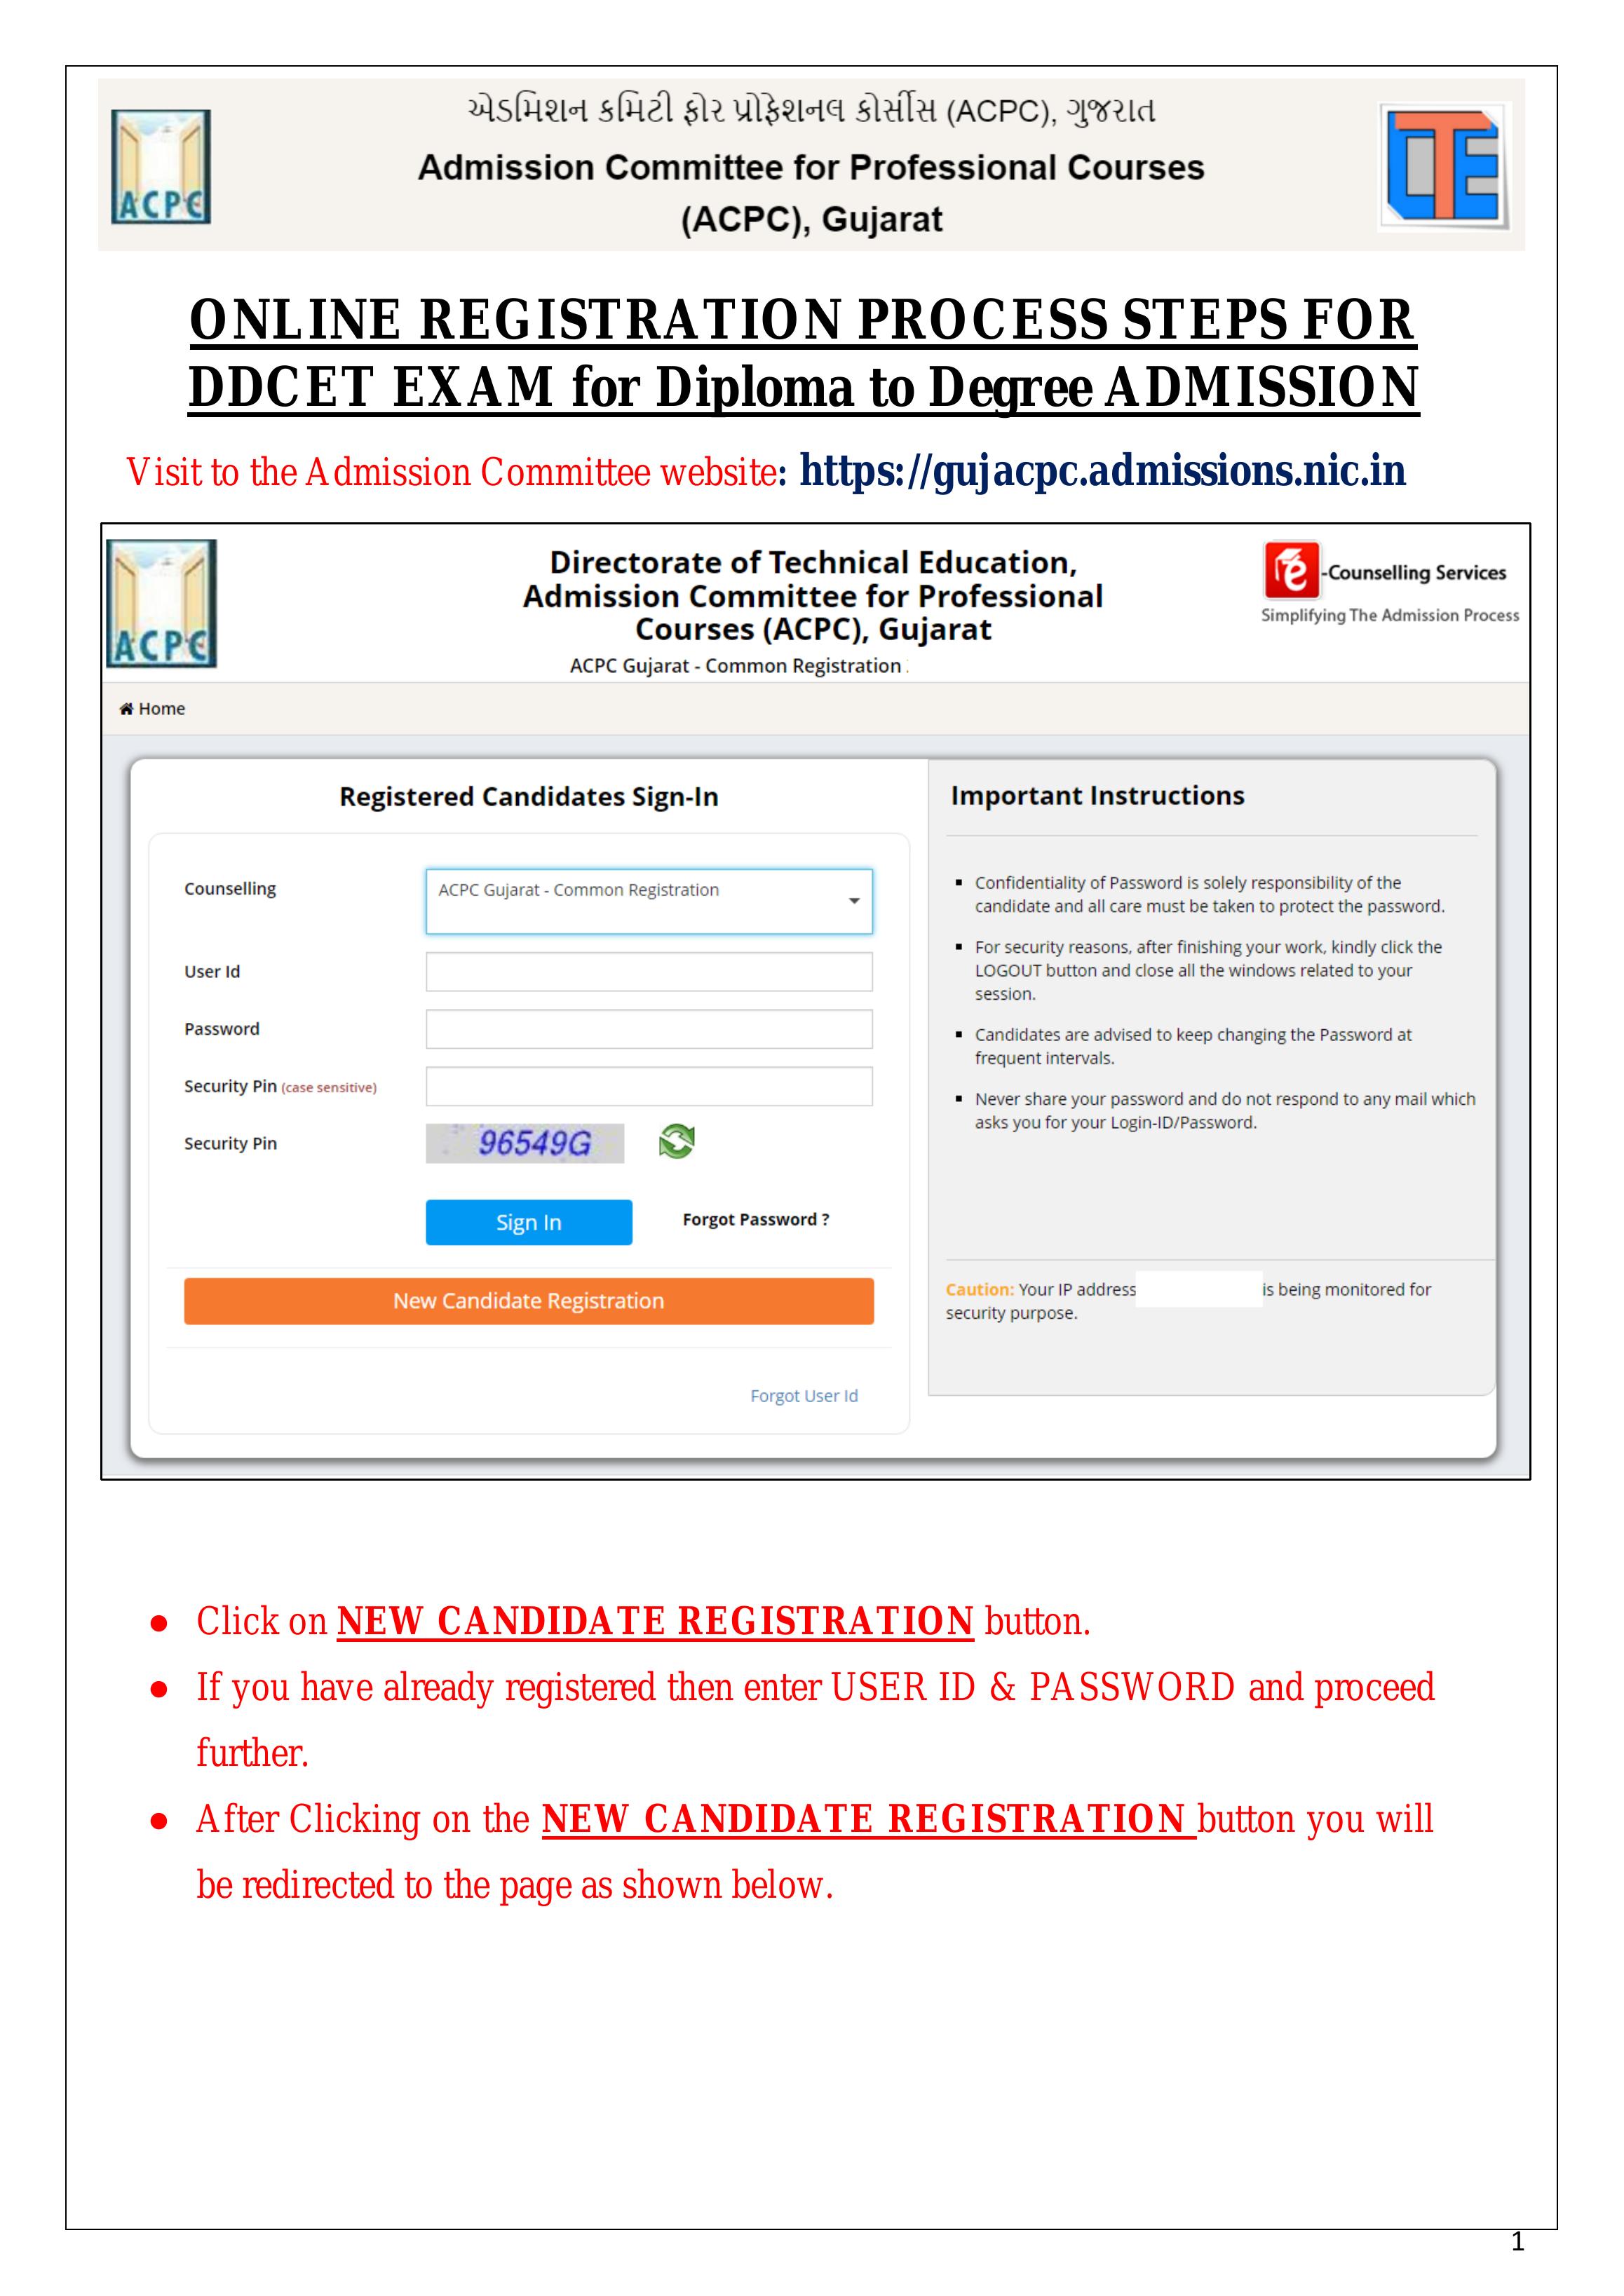 ACPC
એડમિશન કમિટી ફોર પ્રોફેશનલ કોર્સીસ (ACPC), ગુજરાત
Admission Committee for Professional Courses
(ACPC), Gujarat
DTE
ONLINE REGISTRATION PROCESS STEPS FOR
DDCET EXAM for Diploma to Degree ADMISSION
Visit to the Admission Committee website: https://gujacpc.admissions.nic.in
ACPC
Directorate of Technical Education,
Admission Committee for Professional
Courses (ACPC), Gujarat
ACPC Gujarat - Common Registration
e-Counselling Services
Simplifying The Admission Process
Home
Registered Candidates Sign-In
Counselling
ACPC Gujarat - Common Registration
User Id
Password
Security Pin (case sensitive)
Security Pin
96549G
Sign In
Forgot Password ?
New Candidate Registration
Forgot User Id
Important Instructions
▪ Confidentiality of Password is solely responsibility of the
candidate and all care must be taken to protect the password.
▪ For security reasons, after finishing your work, kindly click the
LOGOUT button and close all the windows related to your
session.
▪ Candidates are advised to keep changing the Password at
frequent intervals.
▪ Never share your password and do not respond to any mail which
asks you for your Login-ID/Password.
Caution: Your IP address is being monitored for
security purpose.
● Click on NEW CANDIDATE REGISTRATION button.
● If you have already registered then enter USER ID & PASSWORD and proceed
further.
● After Clicking on the NEW CANDIDATE REGISTRATION button you will
be redirected to the page as shown below.
1